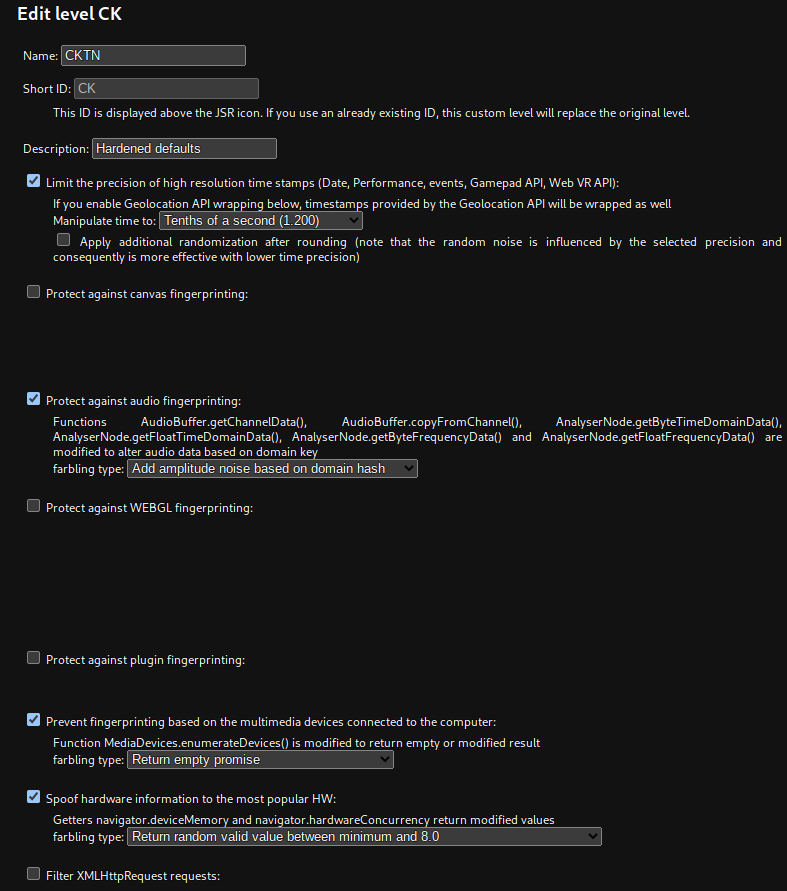 Edit level CK
Name: CKTN
Short ID: CK
This ID is displayed above the JSR icon. If you use an already existing ID, this custom level will replace the original level.
Description: Hardened defaults
Limit the precision of high resolution time stamps (Date, Performance, events, Gamepad API, Web VR API):
If you enable Geolocation API wrapping below, timestamps provided by the Geolocation API will be wrapped as well
Manipulate time to: Tenths of a second (1.200)
Apply additional randomization after rounding (note that the random noise is influenced by the selected precision and
consequently is more effective with lower time precision)
Protect against canvas fingerprinting:
Protect against audio fingerprinting:
Functions AudioBuffer.getChannelData(), AudioBuffer.copyFromChannel(), AnalyserNode.getByteTimeDomainData(),
AnalyserNode.getFloatTimeDomainData(), AnalyserNode.getByteFrequencyData() and AnalyserNode.getFloatFrequencyData() are
modified to alter audio data based on domain key
farbling type: Add amplitude noise based on domain hash
Protect against WEBGL fingerprinting:
Protect against plugin fingerprinting:
Prevent fingerprinting based on the multimedia devices connected to the computer:
Function MediaDevices.enumerateDevices() is modified to return empty or modified result
farbling type: Return empty promise
Spoof hardware information to the most popular HW:
Getters navigator.deviceMemory and navigator.hardwareConcurrency return modified values
farbling type: Return random valid value between minimum and 8.0
Filter XMLHttpRequest requests: